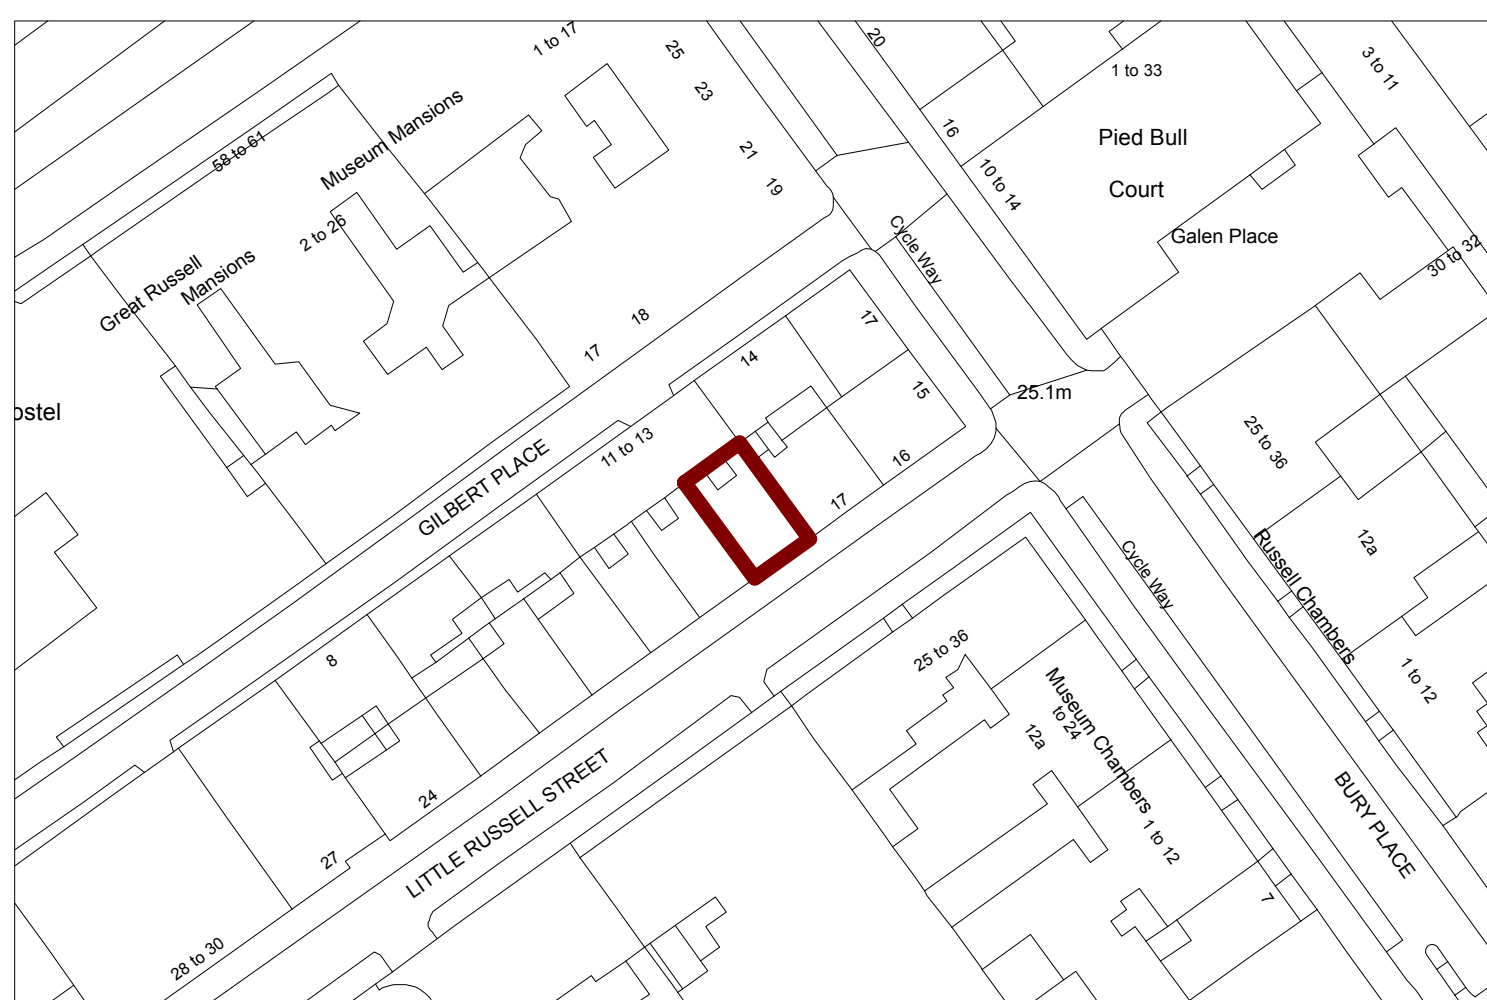 1 to 17
25
20
3 to 11
1 to 33
23
58 to 61
Museum Mansions
16
Pied Bull
Court
21
19
10 to 14
2 to 26
Cycle Way
Galen Place
30 to 32
Great Russell
Mansions
18
17
17
14
15
25.1m
ostel
11 to 13
GILBERT PLACE
16
17
25 to 36
12a
Russell Chambers
Cycle Way
8
25 to 36
1 to 12
Museum Chambers
to 24
12a
1 to 12
24
LITTLE RUSSELL STREET
BURY PLACE
27
7
28 to 30